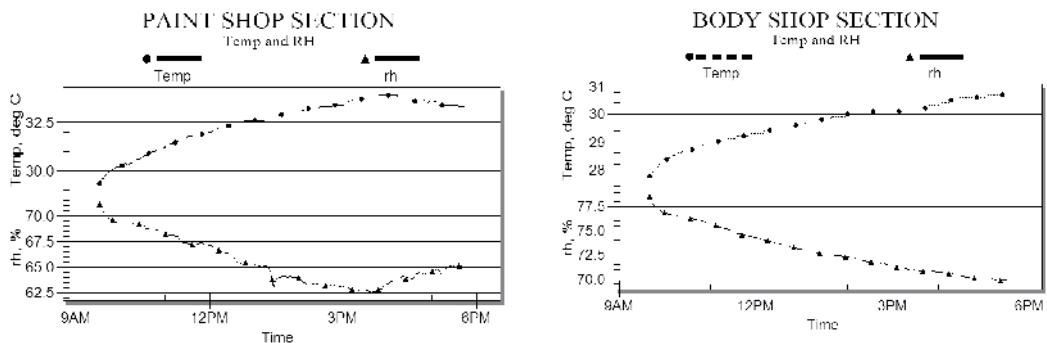 PAINT SHOP SECTION
Temp and RH
Temp
rh
Temp, deg C
32.5
30.0
rh, %
70.0
67.5
65.0
62.5
9AM
12PM
3PM
6PM
Time
BODY SHOP SECTION
Temp and RH
Temp
rh
Temp, deg C
31
30
29
28
rh, %
77.5
75.0
72.5
70.0
9AM
12PM
3PM
6PM
Time